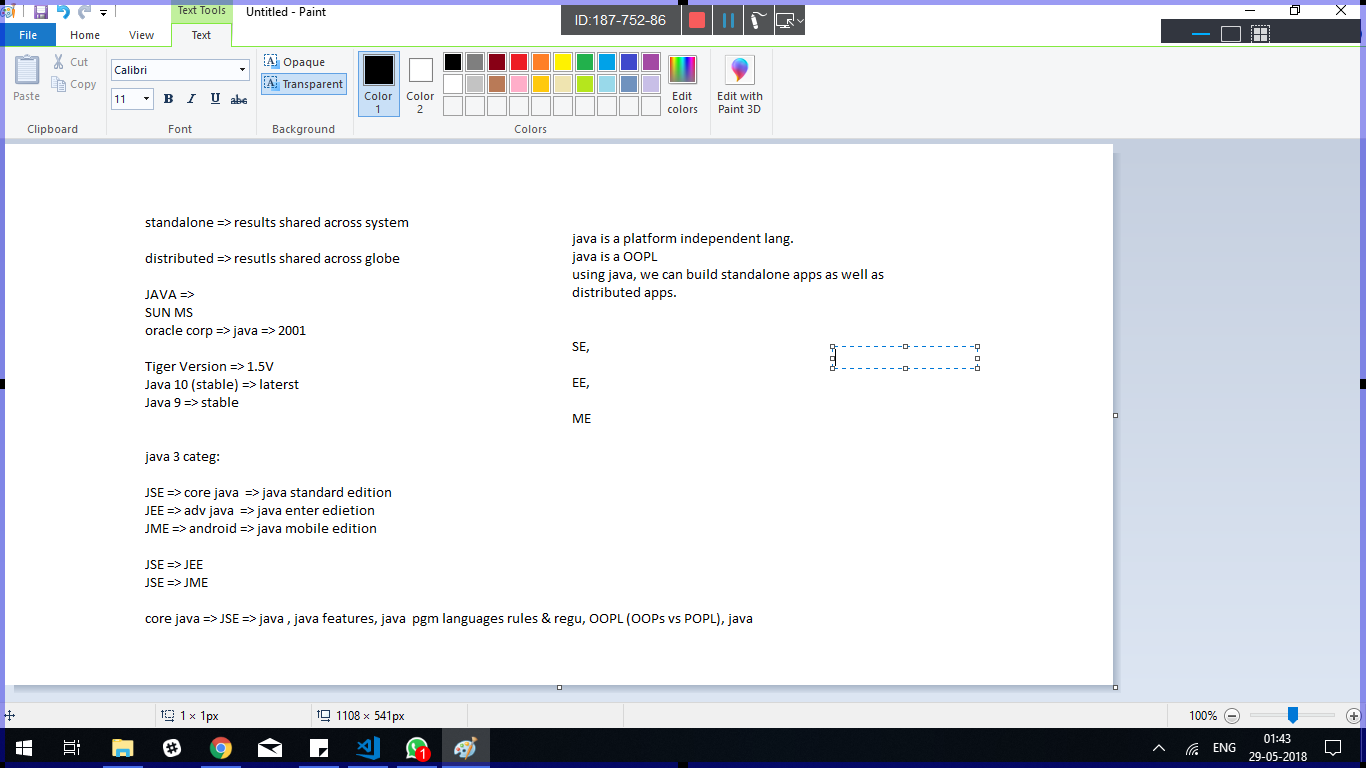 Text Tools
Untitled - Paint
ID:187-752-86
File
Home
View
Text
Paste
Cut
Copy
Clipboard
Calibri
11
B I U abc
Font
Opaque
Transparent
Background
Color 1
Color 2
Edit colors
Colors
Edit with Paint 3D
standalone => results shared across system
distributed => resutls shared across globe
JAVA =>
SUN MS
oracle corp => java => 2001
Tiger Version => 1.5V
Java 10 (stable) => laterst
Java 9 => stable
java 3 categ:
JSE => core java => java standard edition
JEE => adv java => java enter edietion
JME => android => java mobile edition
JSE => JEE
JSE => JME
core java => JSE => java , java features, java pgm languages rules & regu, OOPL (OOPs vs POPL), java
java is a platform independent lang.
java is a OOPL
using java, we can build standalone apps as well as
distributed apps.
SE,
EE,
ME
1 × 1px
1108 × 541px
100%
1
ENG
01:43
29-05-2018